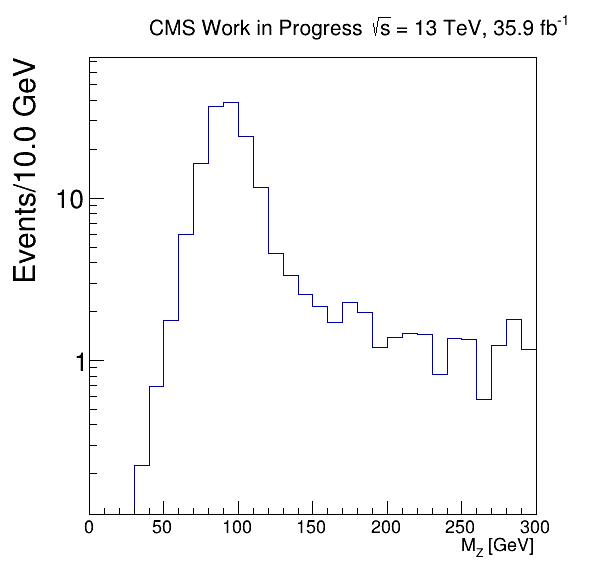 CMS Work in Progress √s = 13 TeV, 35.9 fb⁻¹
Events/10.0 GeV
10
1
0 50 100 150 200 250 300
M_Z [GeV]